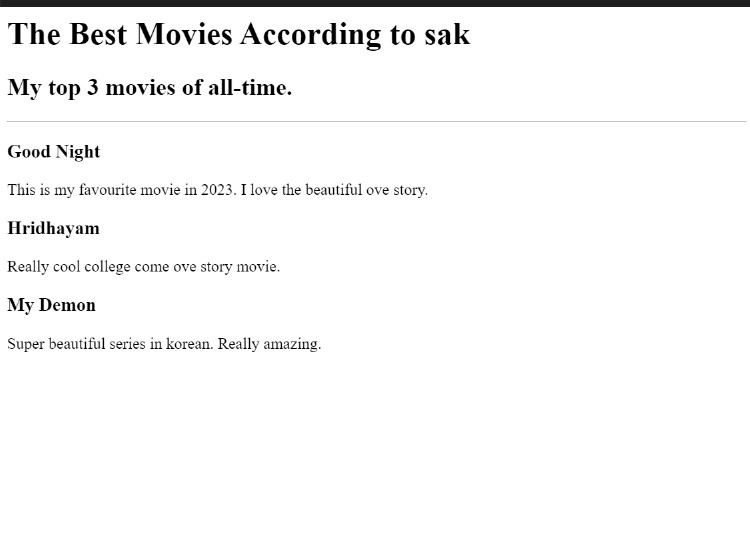 The Best Movies According to sak
My top 3 movies of all-time.
Good Night
This is my favourite movie in 2023. I love the beautiful ove story.
Hridhayam
Really cool college come ove story movie.
My Demon
Super beautiful series in korean. Really amazing.